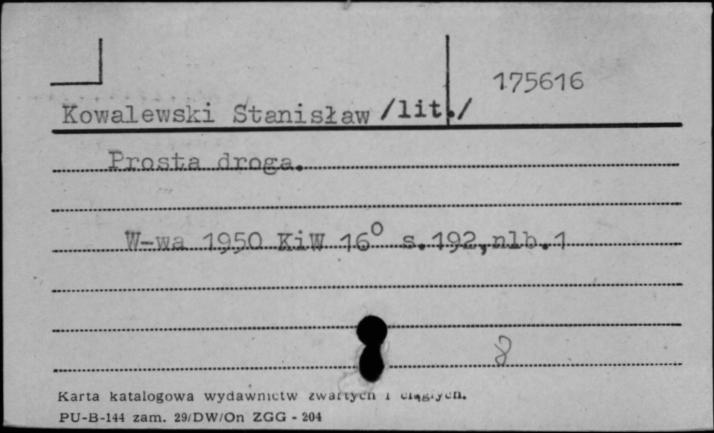 175616
Kowalewski Stanisław /lit./
Prosta droga.
W-wa 1950 KiW 16° s.192,nlb.1
8
Karta katalogowa wydawnictw zwartych i ciągłych.
PU-B-144 zam. 29/DW/On ZGG - 204